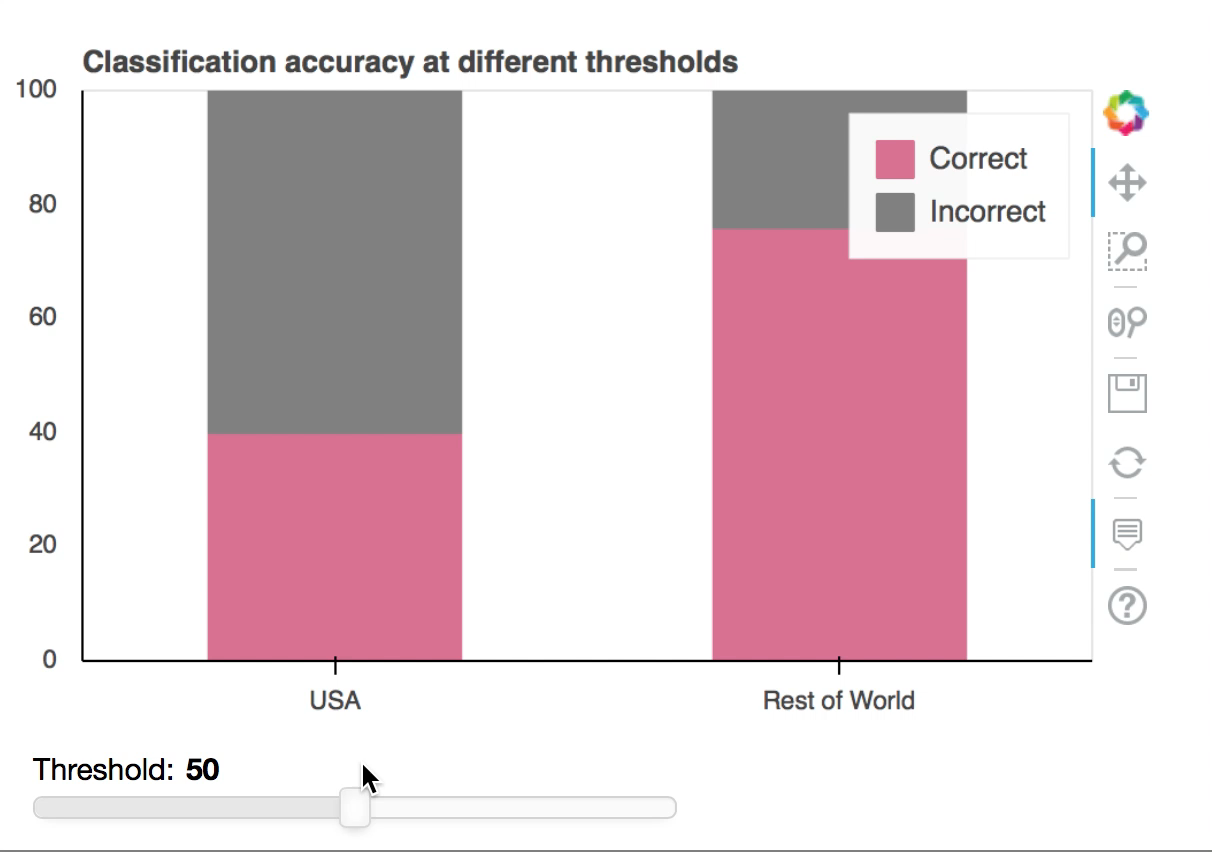 Classification accuracy at different thresholds
100
80
60
40
20
0
Correct
Incorrect
USA
Rest of World
Threshold: 50